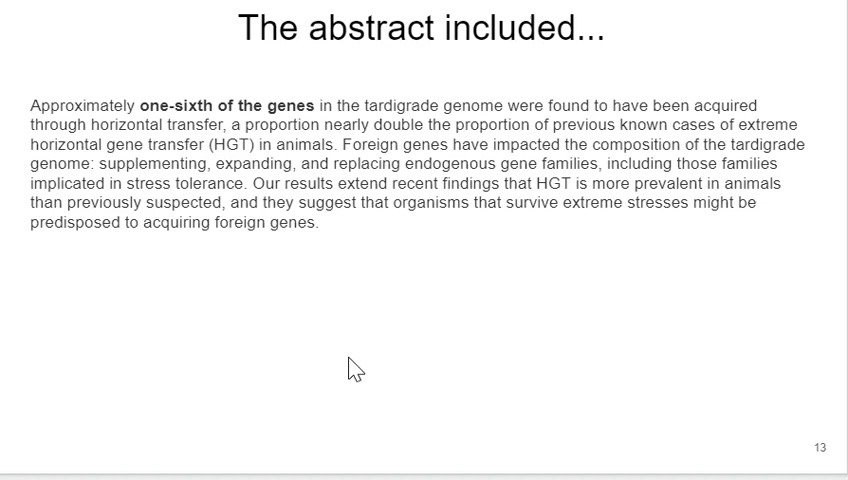 The abstract included...
Approximately one-sixth of the genes in the tardigrade genome were found to have been acquired
through horizontal transfer, a proportion nearly double the proportion of previous known cases of extreme
horizontal gene transfer (HGT) in animals. Foreign genes have impacted the composition of the tardigrade
genome: supplementing, expanding, and replacing endogenous gene families, including those families
implicated in stress tolerance. Our results extend recent findings that HGT is more prevalent in animals
than previously suspected, and they suggest that organisms that survive extreme stresses might be
predisposed to acquiring foreign genes.
13